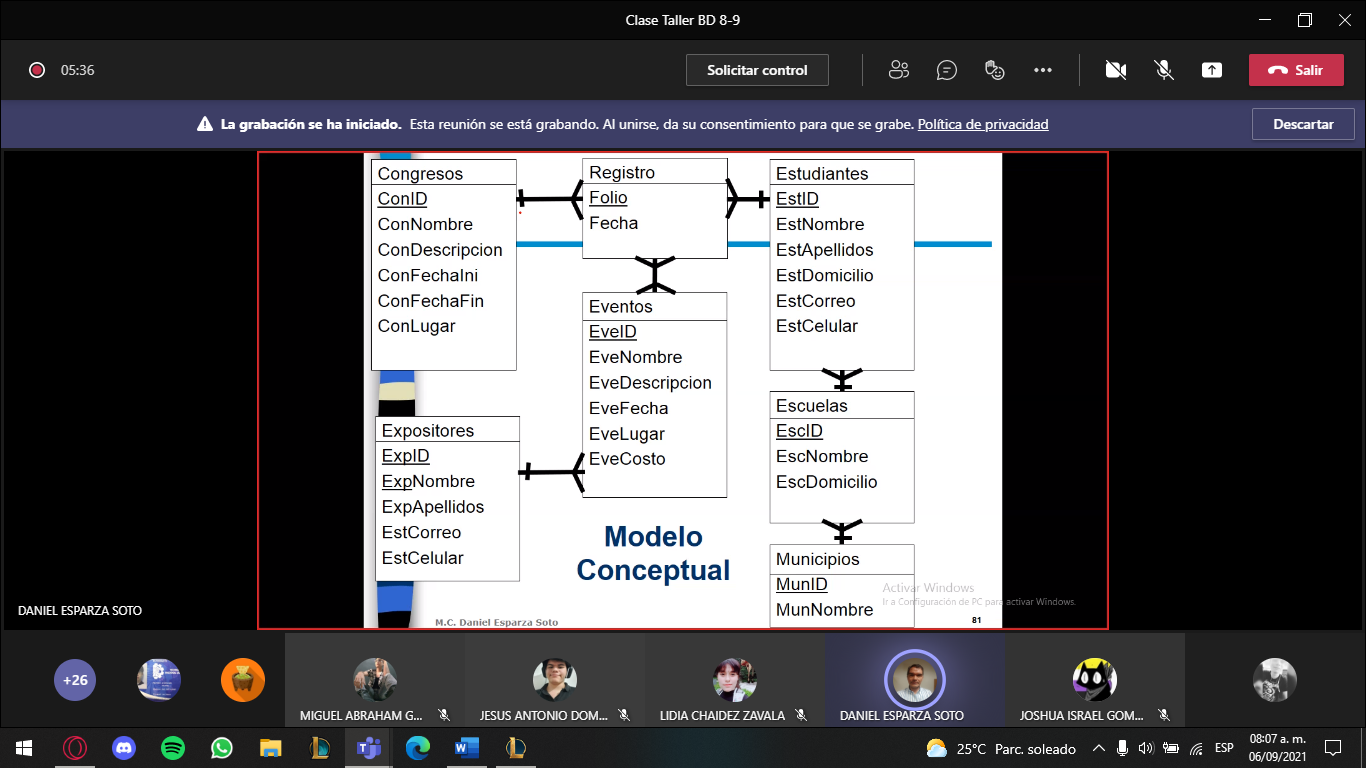 Clase Taller BD 8-9
05:36
Solicitar control
Salir
La grabación se ha iniciado. Esta reunión se está grabando. Al unirse, da su consentimiento para que se grabe. Política de privacidad
Descartar
Congresos
ConID
ConNombre
ConDescripcion
ConFechaIni
ConFechaFin
ConLugar
Registro
Folio
Fecha
Estudiantes
EstID
EstNombre
EstApellidos
EstDomicilio
EstCorreo
EstCelular
Eventos
EveID
EveNombre
EveDescripcion
EveFecha
EveLugar
EveCosto
Escuelas
EscID
EscNombre
EscDomicilio
Expositores
ExpID
ExpNombre
ExpApellidos
EstCorreo
EstCelular
Modelo
Conceptual
Municipios
MunID
MunNombre
Activar Windows
Ir a Configuración de PC para activar Windows.
DANIEL ESPARZA SOTO
M.C. Daniel Esparza Soto
81
+26
MIGUEL ABRAHAM G...
JESUS ANTONIO DOM...
LIDIA CHAIDEZ ZAVALA
DANIEL ESPARZA SOTO
JOSHUA ISRAEL GOM...
25°C Parc. soleado
ESP
08:07 a. m.
06/09/2021